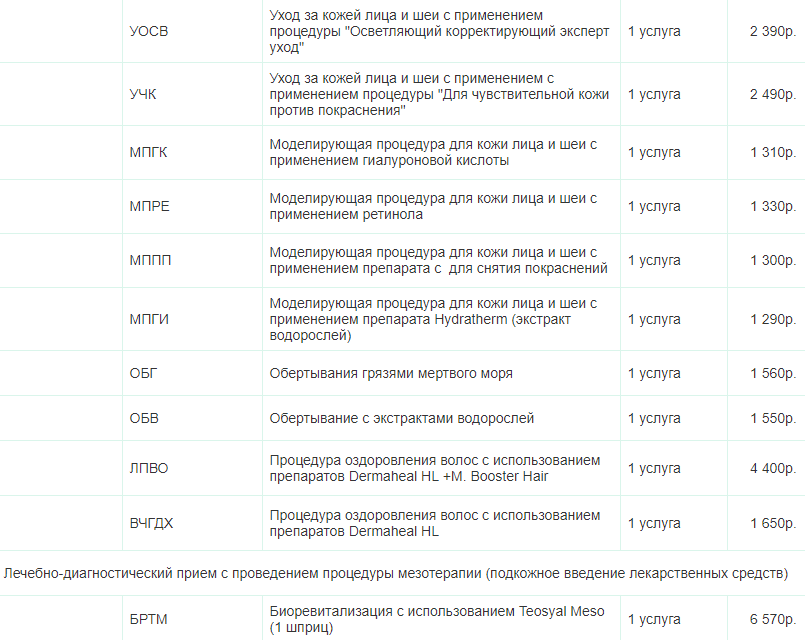 Уход за кожей лица и шеи с применением
УОСВ процедуры "Осветляющий корректирующий эксперт 1 услуга 2 390р.
уход"
Уход за кожей лица и шеи с применением с
УЧК применением процедуры "Для чувствительной кожи 1 услуга 2 490р.
против покраснения"
МПГК Моделирующая процедура для кожи лица и шеи с 1 услуга 1 310р.
применением гиалуроновой кислоты
МПРЕ Моделирующая процедура для кожи лица и шеи с 1 услуга 1 330р.
применением ретинола
МППП Моделирующая процедура для кожи лица и шеи с 1 услуга 1 300р.
применением препарата с  для снятия покраснений
Моделирующая процедура для кожи лица и шеи с
МПГИ применением препарата Hydratherm (экстракт 1 услуга 1 290р.
водорослей)
ОБГ Обертывания грязями мертвого моря 1 услуга 1 560р.
ОБВ Обертывание с экстрактами водорослей 1 услуга 1 550р.
ЛПВО Процедура оздоровления волос с использованием 1 услуга 4 400р.
препаратов Dermaheal HL +M. Booster Hair
ВЧГДХ Процедура оздоровления волос с использованием 1 услуга 1 650р.
препаратов Dermaheal HL
Лечебно-диагностический прием с проведением процедуры мезотерапии (подкожное введение лекарственных средств)
БРТМ Биоревитализация с использованием Teosyal Meso 1 услуга 6 570р.
(1 шприц)